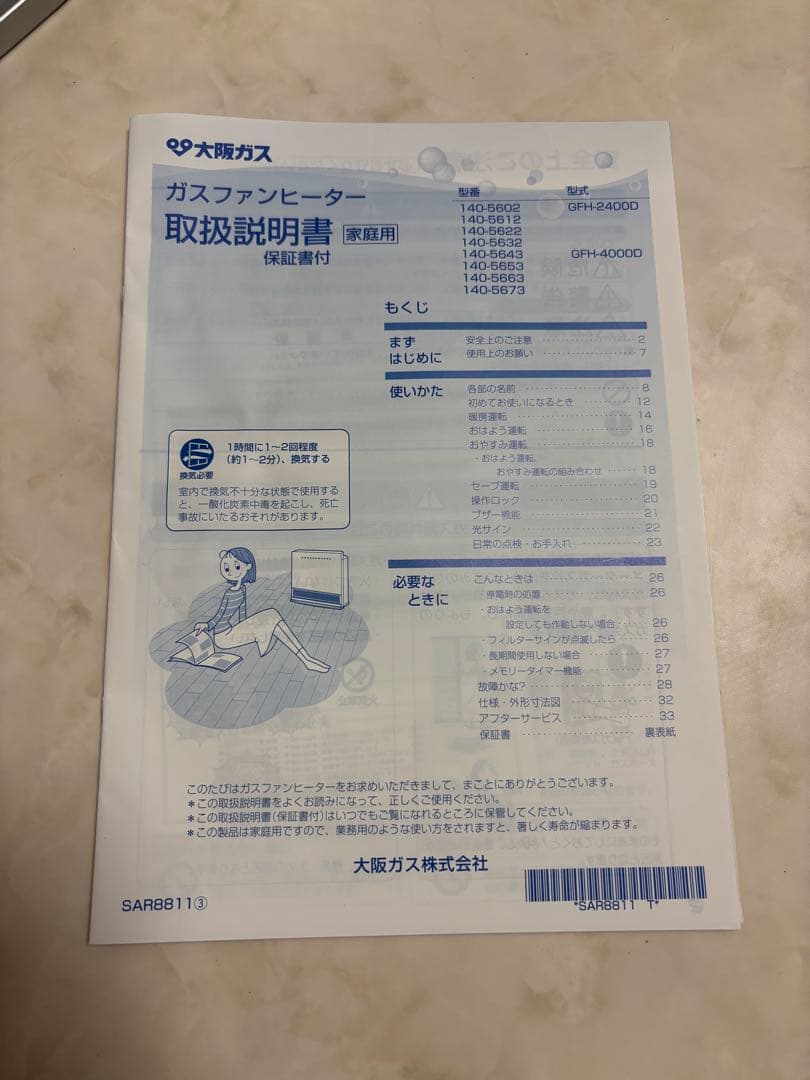 大阪ガス
ガスファンヒーター
取扱説明書 家庭用
保証書付
型番 型式
140-5602 GFH-2400D
140-5612
140-5622
140-5632
140-5643 GFH-4000D
140-5653
140-5663
140-5673
もくじ
まず
はじめに
安全上のご注意 2
使用上のお願い 7
使いかた
各部の名前 8
初めてお使いになるとき 12
暖房運転 14
おはよう運転 16
おやすみ運転 18
・おはよう運転、
おやすみ運転の組み合わせ 18
セーブ運転 19
操作ロック 20
ブザー機能 21
光サイン 22
日常の点検・お手入れ 23
必要な
ときに
こんなときは 26
・停電時の処置 26
・おはよう運転を
設定しても作動しない場合 26
・フィルターサインが点滅したら 26
・長期間使用しない場合 27
・メモリータイマー機能 27
故障かな? 28
仕様・外形寸法図 32
アフターサービス 33
保証書 裏表紙
換気必要
1時間に1〜2回程度
(約1〜2分)、換気する
室内で換気不十分な状態で使用する
と、一酸化炭素中毒を起こし、死亡
事故にいたるおそれがあります。
このたびはガスファンヒーターをお求めいただきまして、まことにありがとうございます。
＊この取扱説明書をよくお読みになって、正しくご使用ください。
＊この取扱説明書(保証書付)はいつでもご覧になれるところに保管してください。
＊この製品は家庭用ですので、業務用のような使い方をされますと、著しく寿命が縮まります。
大阪ガス株式会社
SAR8811③
*SAR8811 T*